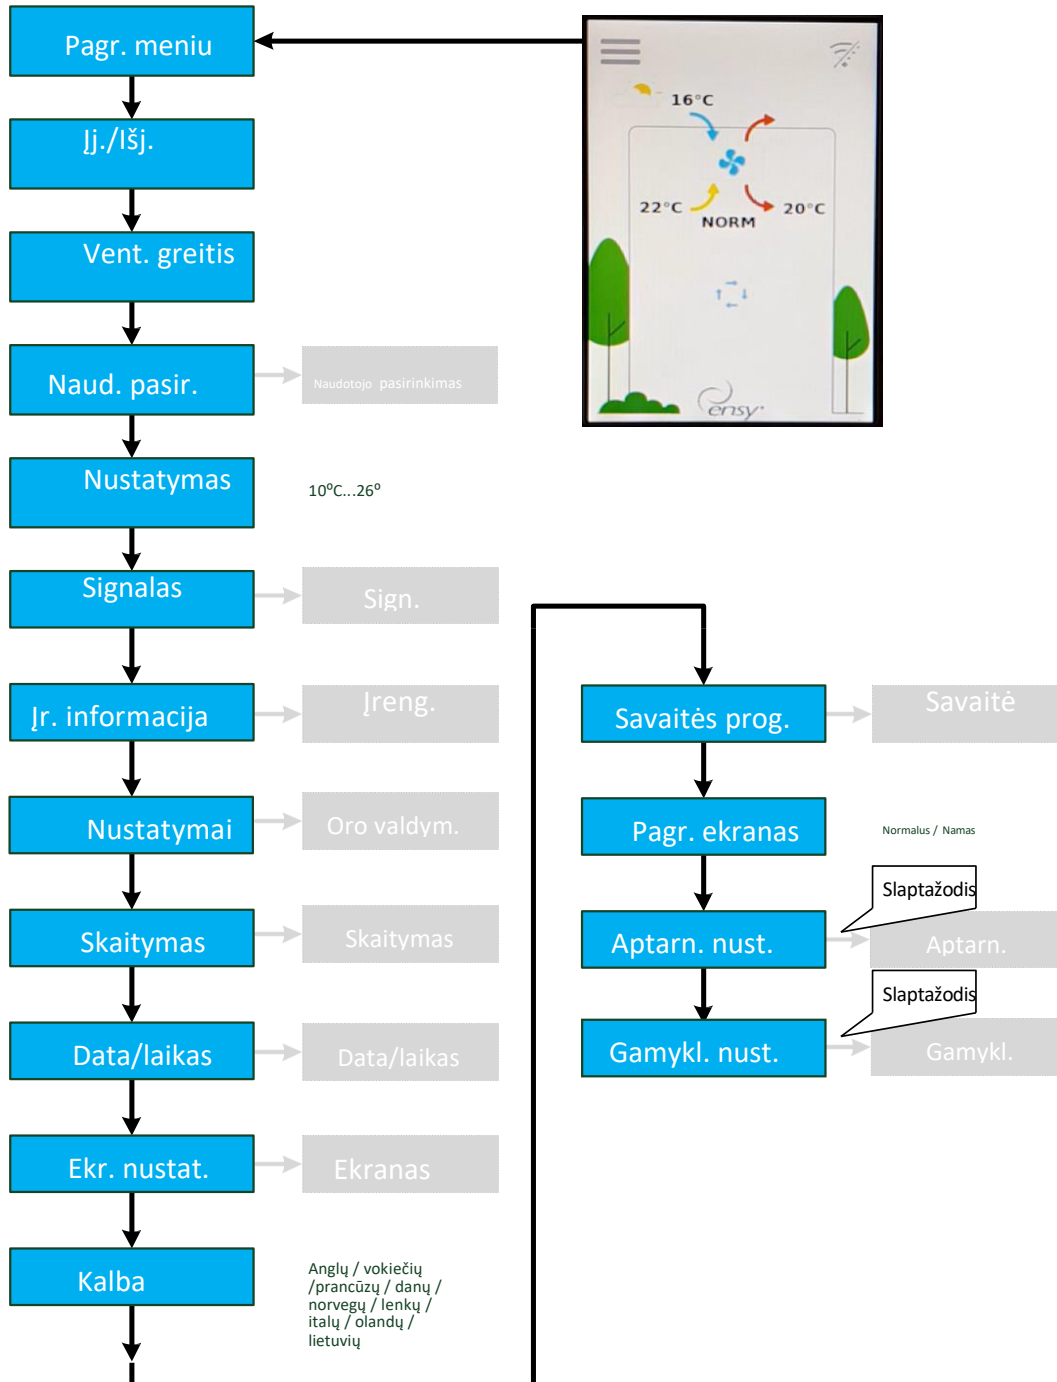 Pagr. meniu
Įj./Išj.
Vent. greitis
Naud. pasir.
Naudotojo pasirinkimas
Nustatymas
10°C...26°
Signalas
Sign.
Įr. informacija
Įreng.
Nustatymai
Oro valdym.
Skaitymas
Skaitymas
Data/laikas
Data/laikas
Ekr. nustat.
Ekranas
Kalba
Anglų / vokiečių
/prancūzų / danų /
norvegų / lenkų /
italų / olandų /
lietuvių
16°C
22°C
20°C
NORM
ensy
Savaitės prog.
Savaitė
Pagr. ekranas
Normalus / Namas
Slaptažodis
Aptarn. nust.
Aptarn.
Slaptažodis
Gamykl. nust.
Gamykl.